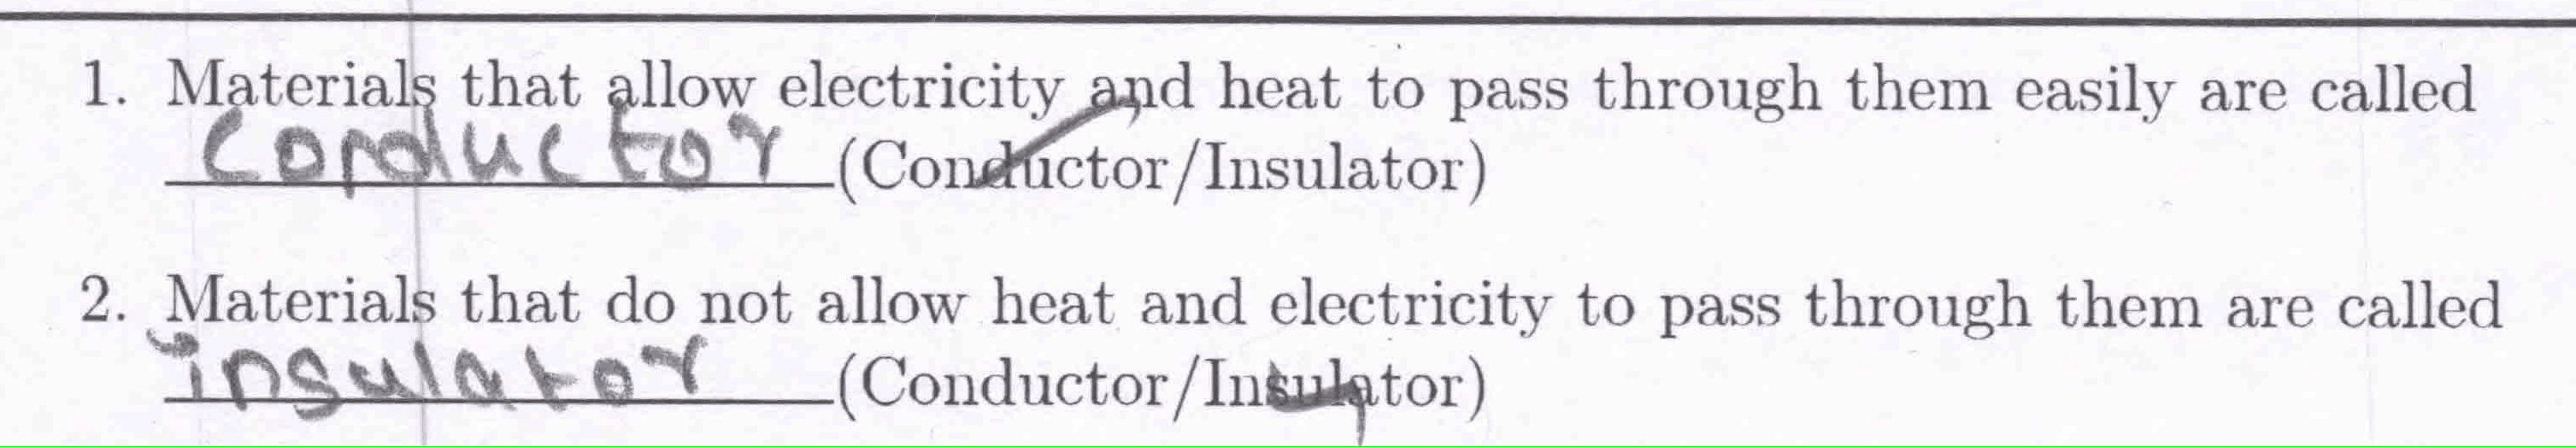 1. Materials that allow electricity and heat to pass through them easily are called
conductor (Conductor/Insulator)
2. Materials that do not allow heat and electricity to pass through them are called
insulator (Conductor/Insulator)